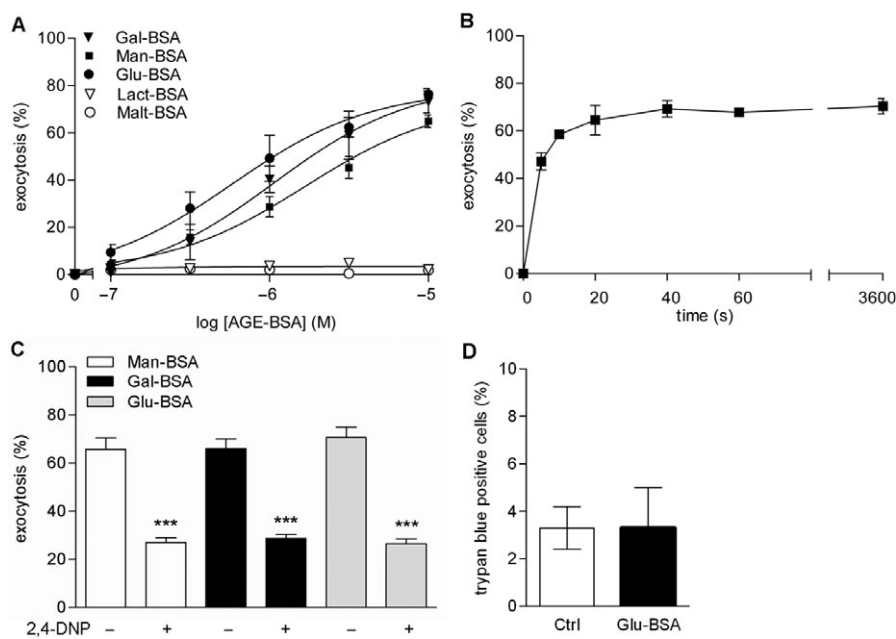 A
exocytosis (%)
100
80
60
40
20
0
Gal-BSA
Man-BSA
Glu-BSA
Lact-BSA
Malt-BSA
0 –7 –6 –5
log [AGE-BSA] (M)
B
exocytosis (%)
100
80
60
40
20
0
0 20 40 60 3600
time (s)
C
exocytosis (%)
100
80
60
40
20
0
Man-BSA
Gal-BSA
Glu-BSA
*** *** ***
2,4-DNP – + – + – +
D
trypan blue positive cells (%)
10
8
6
4
2
0
Ctrl Glu-BSA